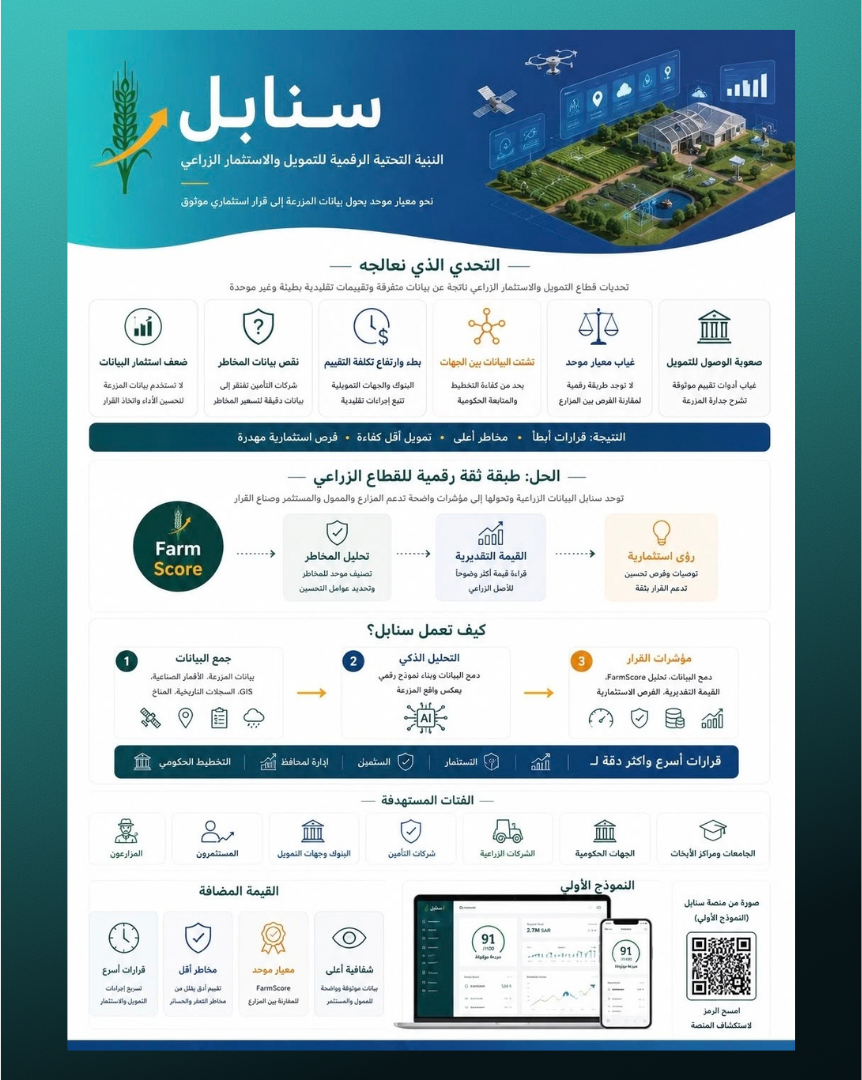 سنابل
البنية التحتية الرقمية للتمويل والاستثمار الزراعي
نحو معيار موحد يحول بيانات المزرعة إلى قرار استثماري موثوق
التحدي الذي نعالجه
تحديات قطاع التمويل والاستثمار الزراعي ناتجة عن بيانات متفرقة وتقييمات تقليدية بطيئة وغير موحدة
صعوبة الوصول للتمويل
غياب أدوات تقييم موثوقة
تشرح جدارة المزرعة
غياب معيار موحد
لا توجد طريقة رقمية
لمقارنة الفرص بين المزارع
تشتت البيانات بين الجهات
يحد من كفاءة التخطيط
والمتابعة الحكومية
بطء وارتفاع تكلفة التقييم
البنوك والجهات التمويلية
تتبع إجراءات تقليدية
نقص بيانات المخاطر
شركات التأمين تفتقر إلى
بيانات دقيقة لتسعير المخاطر
ضعف استثمار البيانات
لا تستخدم بيانات المزرعة
لتحسين الأداء واتخاذ القرار
النتيجة: قرارات أبطأ • مخاطر أعلى • تمويل أقل كفاءة • فرص استثمارية مهدرة
الحل: طبقة ثقة رقمية للقطاع الزراعي
توحد سنابل البيانات الزراعية وتحولها إلى مؤشرات واضحة تدعم المزارع والممول والمستثمر وصناع القرار
Farm
Score
تحليل المخاطر
تصنيف موحد للمخاطر
وتحديد عوامل التحسين
القيمة التقديرية
قراءة قيمة أكثر وضوحاً
للأصل الزراعي
رؤى استثمارية
توصيات وفرص تحسين
تدعم القرار بثقة
كيف تعمل سنابل؟
1
جمع البيانات
بيانات المزرعة، الأقمار الصناعية،
GIS، السجلات التاريخية، المناخ
2
التحليل الذكي
دمج البيانات وبناء نموذج رقمي
يعكس واقع المزرعة
AI
3
مؤشرات القرار
دمج البيانات، تحليل FarmScore،
القيمة التقديرية، الفرص الاستثمارية
قرارات أسرع واكثر دقة لـ
التستثمار
التخطيط الحكومي
الفئات المستهدفة
الجامعات ومراكز الأبحاث
الجهات الحكومية
الشركات الزراعية
شركات التأمين
البنوك وجهات التمويل
المستثمرون
المزارعون
صورة من منصة سنابل
(النموذج الأولي)
امسح الرمز
لاستكشاف المنصة
النموذج الأولي
91
2.7M SAR
91
القيمة المضافة
شفافية أعلى
بيانات موثوقة وواضحة
للممول والمستثمر
معيار موحد
FarmScore
للمقارنة بين المزارع
مخاطر أقل
تقييم أدق يقلل من
مخاطر التعثر والخسائر
قرارات أسرع
تسريع إجراءات
التمويل والاستثمار